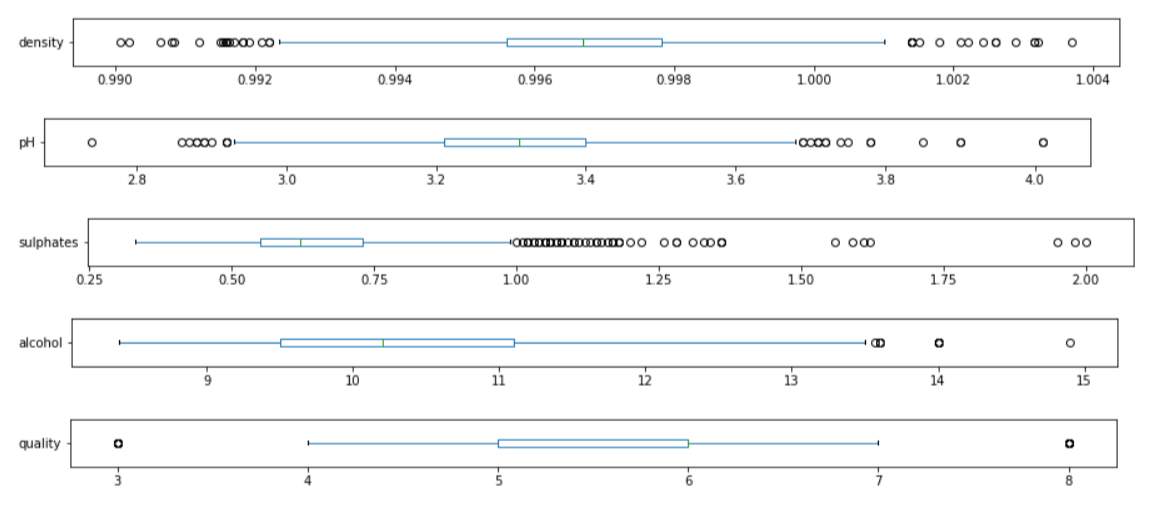 density
0.990 0.992 0.994 0.996 0.998 1.000 1.002 1.004
pH
2.8 3.0 3.2 3.4 3.6 3.8 4.0
sulphates
0.25 0.50 0.75 1.00 1.25 1.50 1.75 2.00
alcohol
9 10 11 12 13 14 15
quality
3 4 5 6 7 8